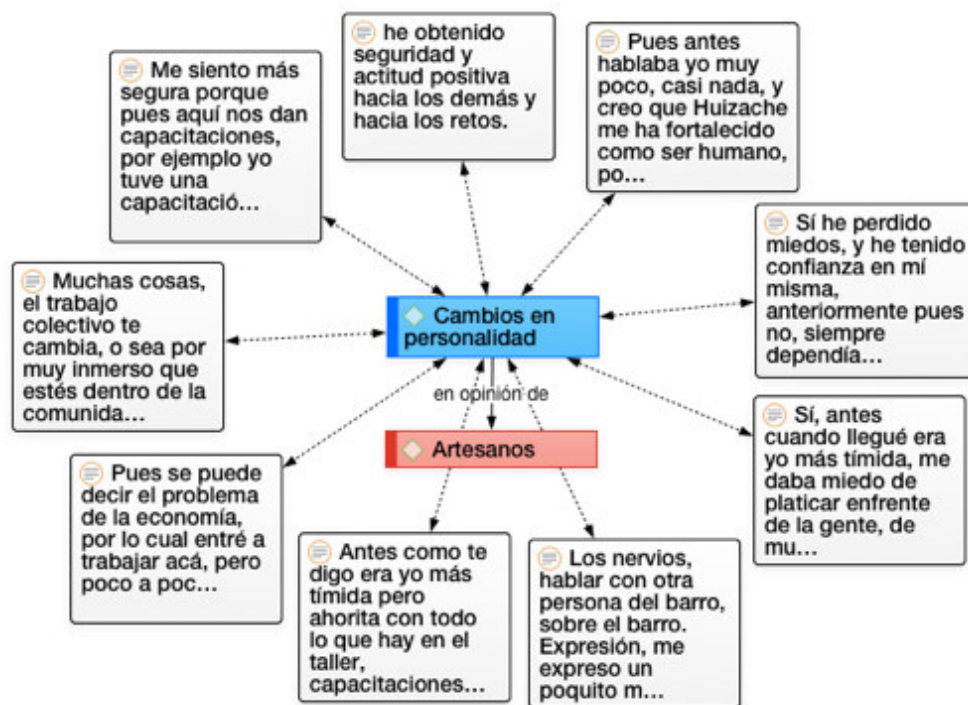 Me siento más
segura porque
pues aquí nos dan
capacitaciones,
por ejemplo yo
tuve una
capacitació…
he obtenido
seguridad y
actitud positiva
hacia los demás y
hacia los retos.
Pues antes
hablaba yo muy
poco, casi nada, y
creo que Huizache
me ha fortalecido
como ser humano,
po…
Sí he perdido
miedos, y he tenido
confianza en mí
misma,
anteriormente pues
no, siempre
dependía…
Muchas cosas,
el trabajo
colectivo te
cambia, o sea por
muy inmerso que
estés dentro de la
comunida…
Cambios en
personalidad
en opinión de
Artesanos
Sí, antes
cuando llegué era
yo más tímida, me
daba miedo de
platicar enfrente
de la gente, de
mu…
Pues se puede
decir el problema
de la economía,
por lo cual entré a
trabajar acá, pero
poco a poc…
Antes como te
digo era yo más
tímida pero
ahorita con todo
lo que hay en el
taller,
capacitaciones…
Los nervios,
hablar con otra
persona del barro,
sobre el barro.
Expresión, me
expreso un
poquito m…